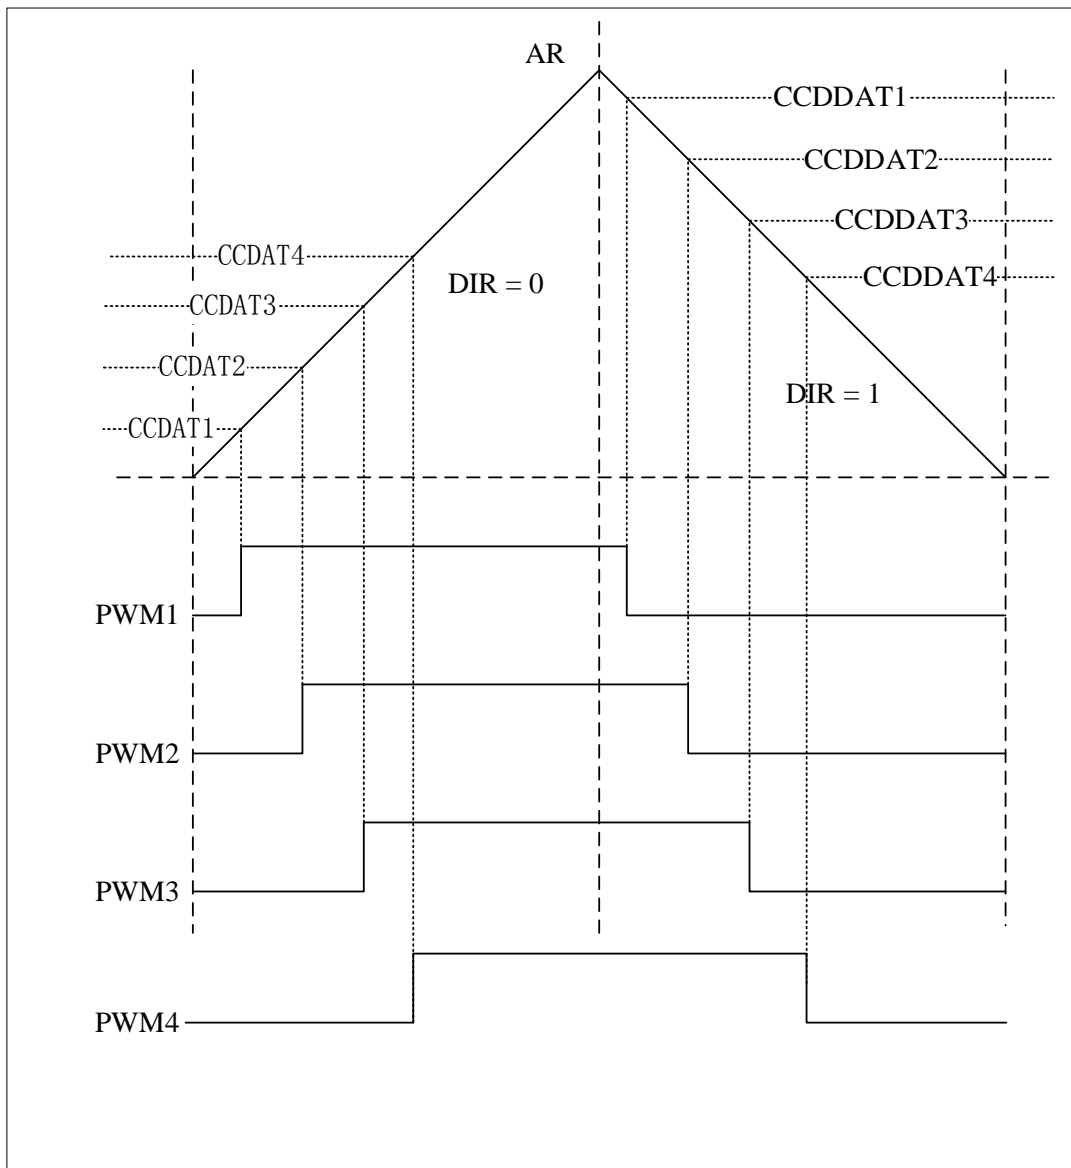 AR
CCDDAT1
CCDDAT2
CCDDAT3
CCDAT4
CCDDAT4
DIR = 0
CCDAT3
CCDAT2
DIR = 1
CCDAT1
PWM1
PWM2
PWM3
PWM4